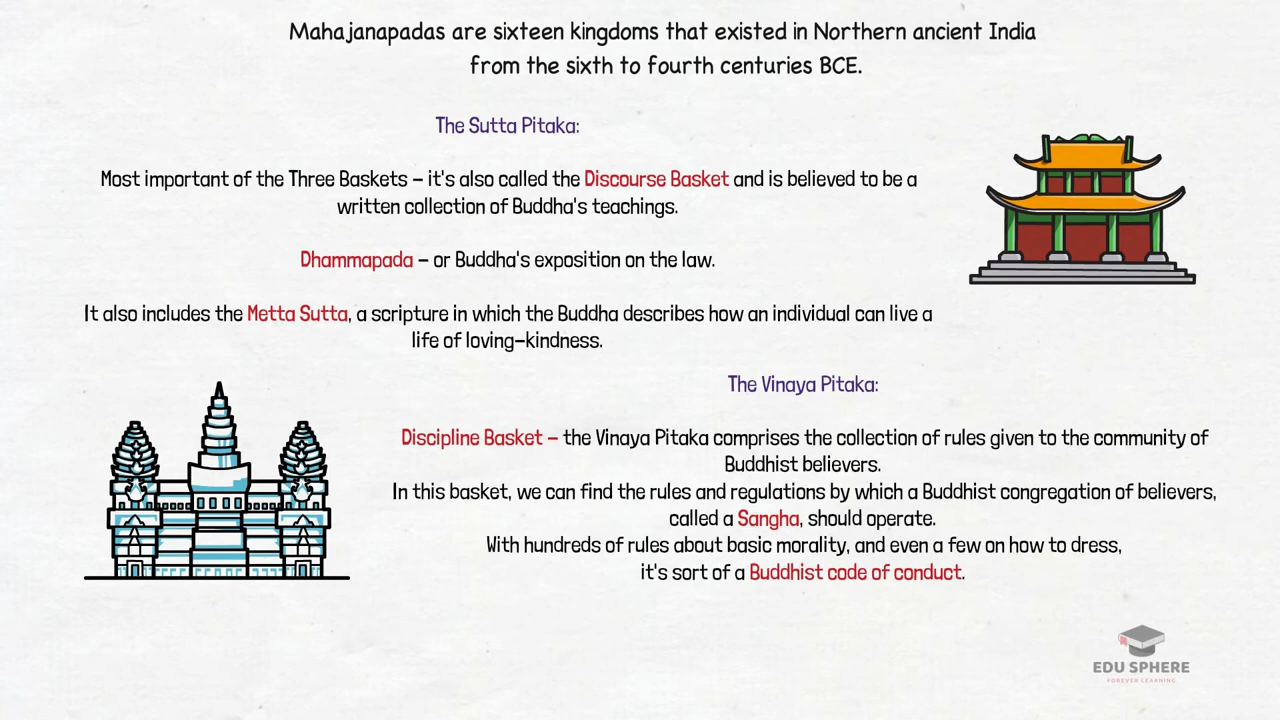 Mahajanapadas are sixteen kingdoms that existed in Northern ancient India
from the sixth to fourth centuries BCE.
The Sutta Pitaka:
Most important of the Three Baskets – it's also called the Discourse Basket and is believed to be a
written collection of Buddha's teachings.
Dhammapada – or Buddha's exposition on the law.
It also includes the Metta Sutta, a scripture in which the Buddha describes how an individual can live a
life of loving–kindness.
The Vinaya Pitaka:
Discipline Basket – the Vinaya Pitaka comprises the collection of rules given to the community of
Buddhist believers.
In this basket, we can find the rules and regulations by which a Buddhist congregation of believers,
called a Sangha, should operate.
With hundreds of rules about basic morality, and even a few on how to dress,
it's sort of a Buddhist code of conduct.
EDU SPHERE
FOREVER LEARNING